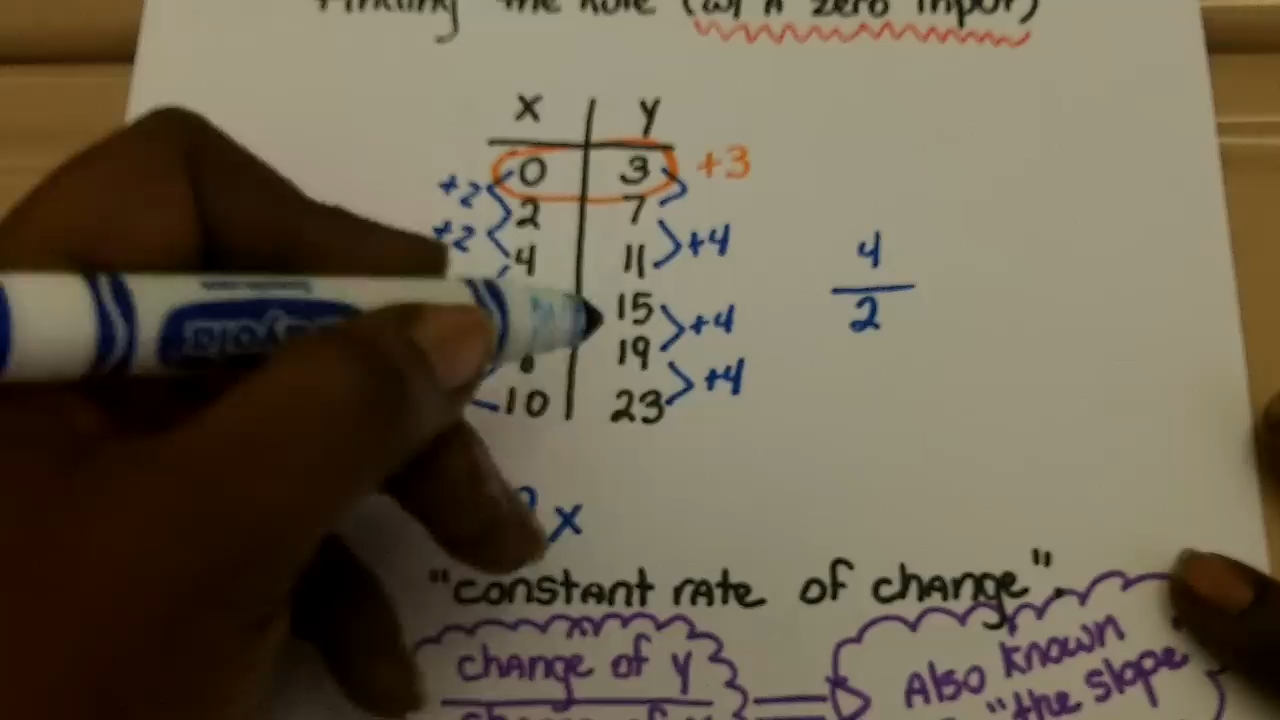 Finding the Rule (w/ A zero input)
x y
0 3 +3
+2 2 7
+2 4 11 +4
15
19 +4
10 23 +4
4
2
x
"constant rate of change"
change of y
Also known
"the slope